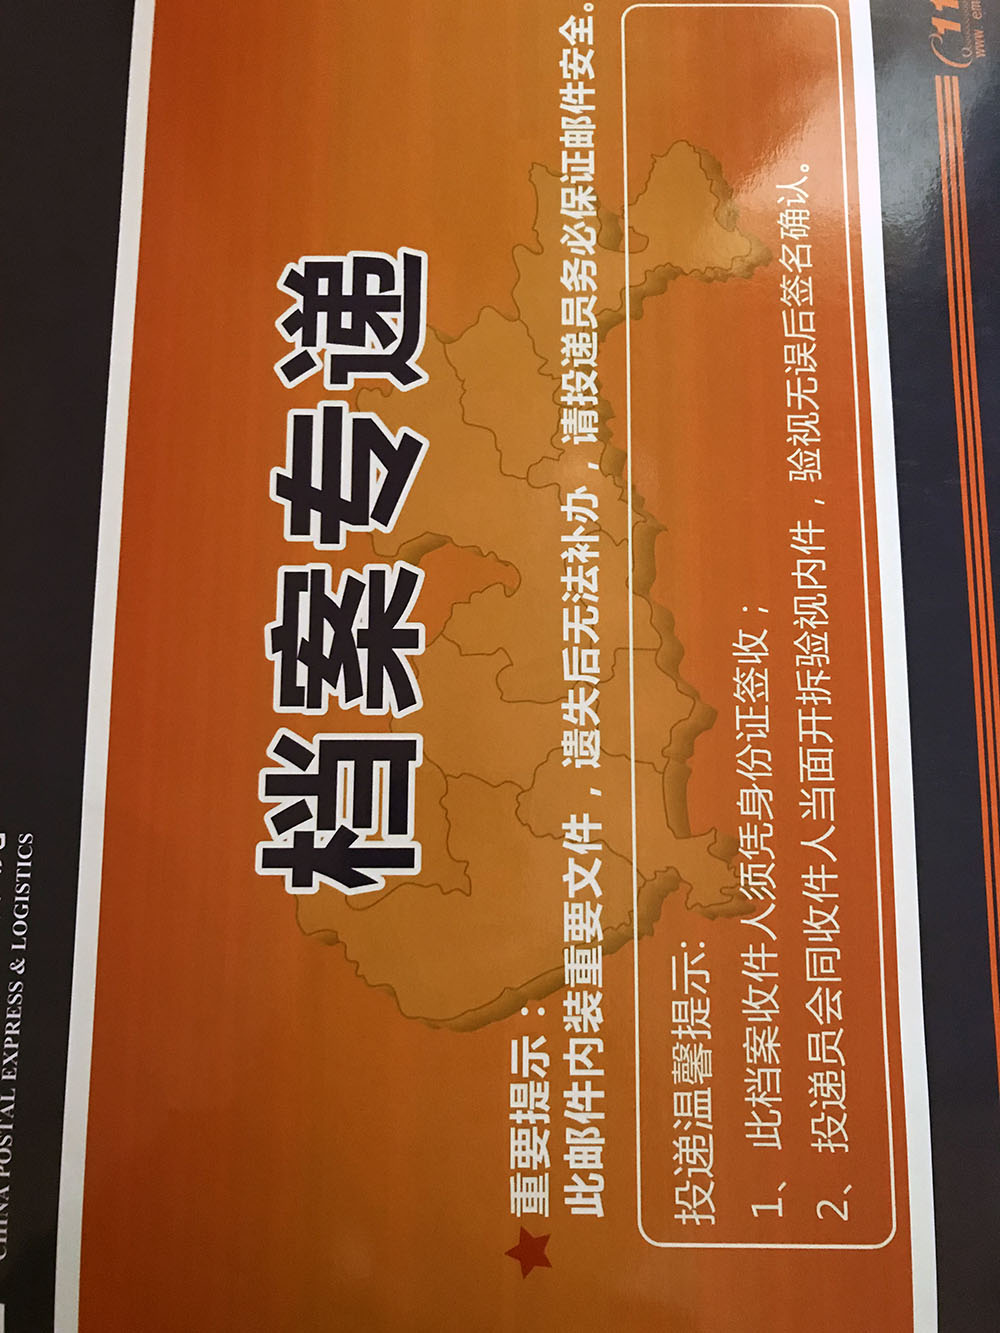 CHINA POSTAL EXPRESS & LOGISTICS
档案专递
重要提示：
此邮件内装重要文件，遗失后无法补办，请投递员务必保证邮件安全。
投递温馨提示：
1、此档案收件人须凭身份证签收；
2、投递员会同收件人当面开拆验视内件，验视无误后签名确认。
11
www.em